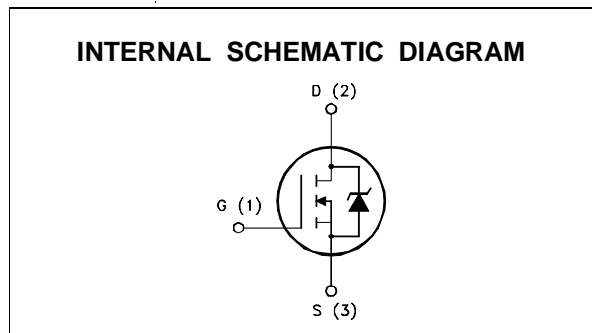 INTERNAL SCHEMATIC DIAGRAM
D (2)
G (1)
S (3)